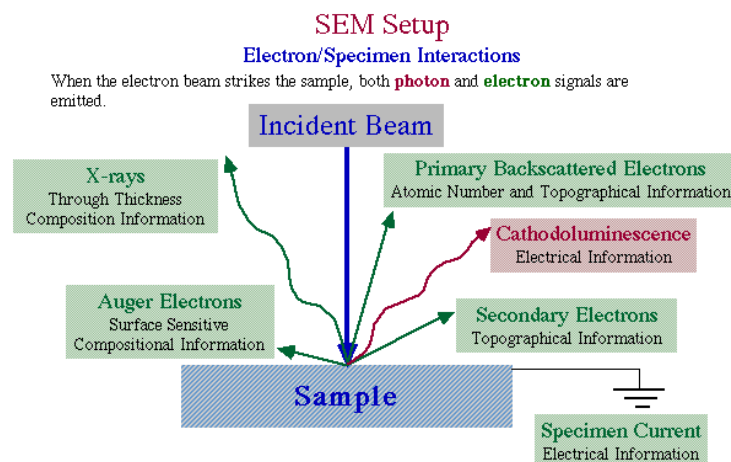 SEM Setup
Electron/Specimen Interactions
When the electron beam strikes the sample, both photon and electron signals are
emitted.
Incident Beam
X-rays
Through Thickness
Composition Information
Primary Backscattered Electrons
Atomic Number and Topographical Information
Cathodoluminescence
Electrical Information
Auger Electrons
Surface Sensitive
Compositional Information
Secondary Electrons
Topographical Information
Sample
Specimen Current
Electrical Information